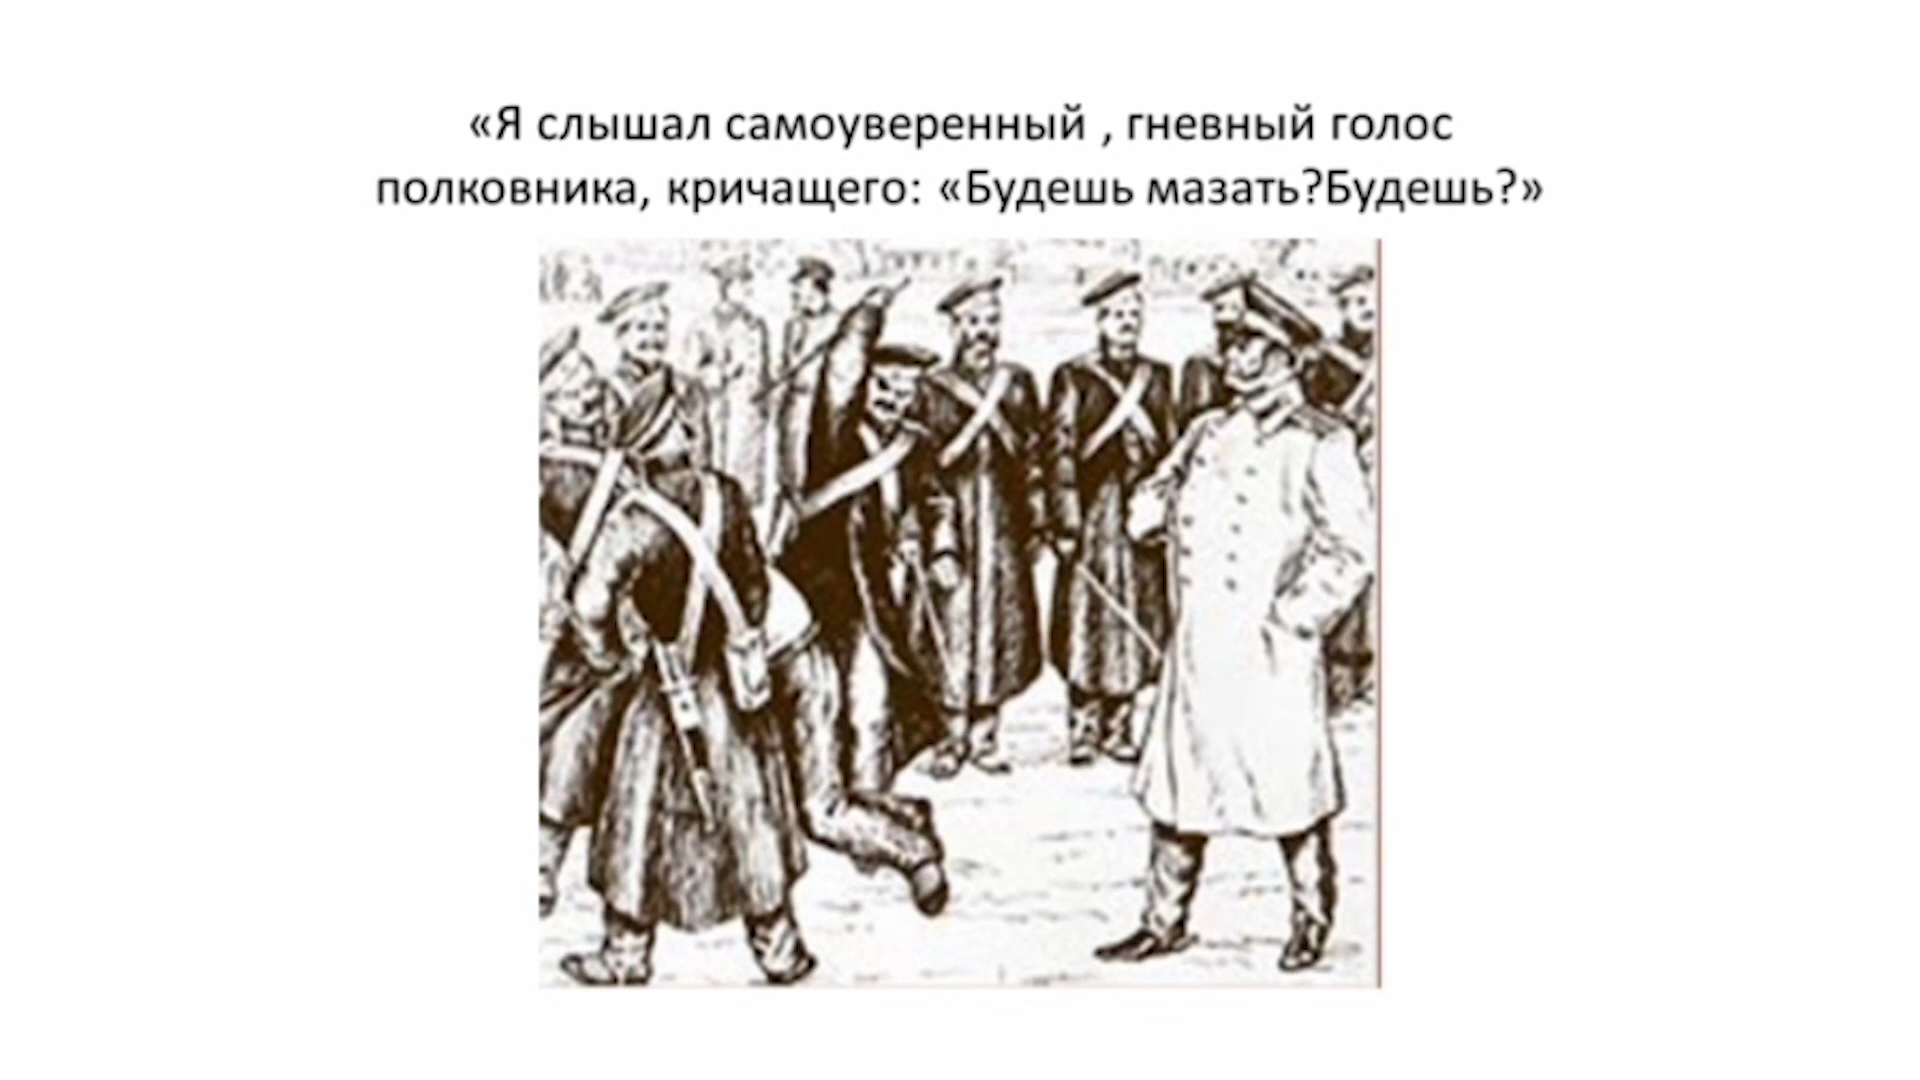 «Я слышал самоуверенный , гневный голос
полковника, кричащего: «Будешь мазать?Будешь?»